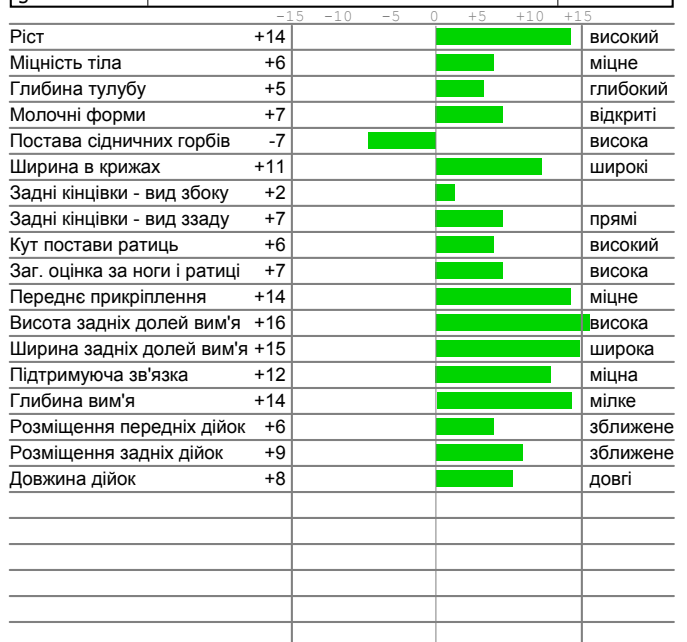 -15 -10 -5 0 +5 +10 +15
Ріст +14 високий
Міцність тіла +6 міцне
Глибина тулубу +5 глибокий
Молочні форми +7 відкриті
Постава сідничних горбів -7 висока
Ширина в крижах +11 широкі
Задні кінцівки - вид збоку +2
Задні кінцівки - вид ззаду +7 прямі
Кут постави ратиць +6 високий
Заг. оцінка за ноги і ратиці +7 висока
Переднє прикріплення +14 міцне
Висота задніх долей вим'я +16 висока
Ширина задніх долей вим'я +15 широка
Підтримуюча зв'язка +12 міцна
Глибина вим'я +14 мілке
Розміщення передніх дійок +6 зближене
Розміщення задніх дійок +9 зближене
Довжина дійок +8 довгі